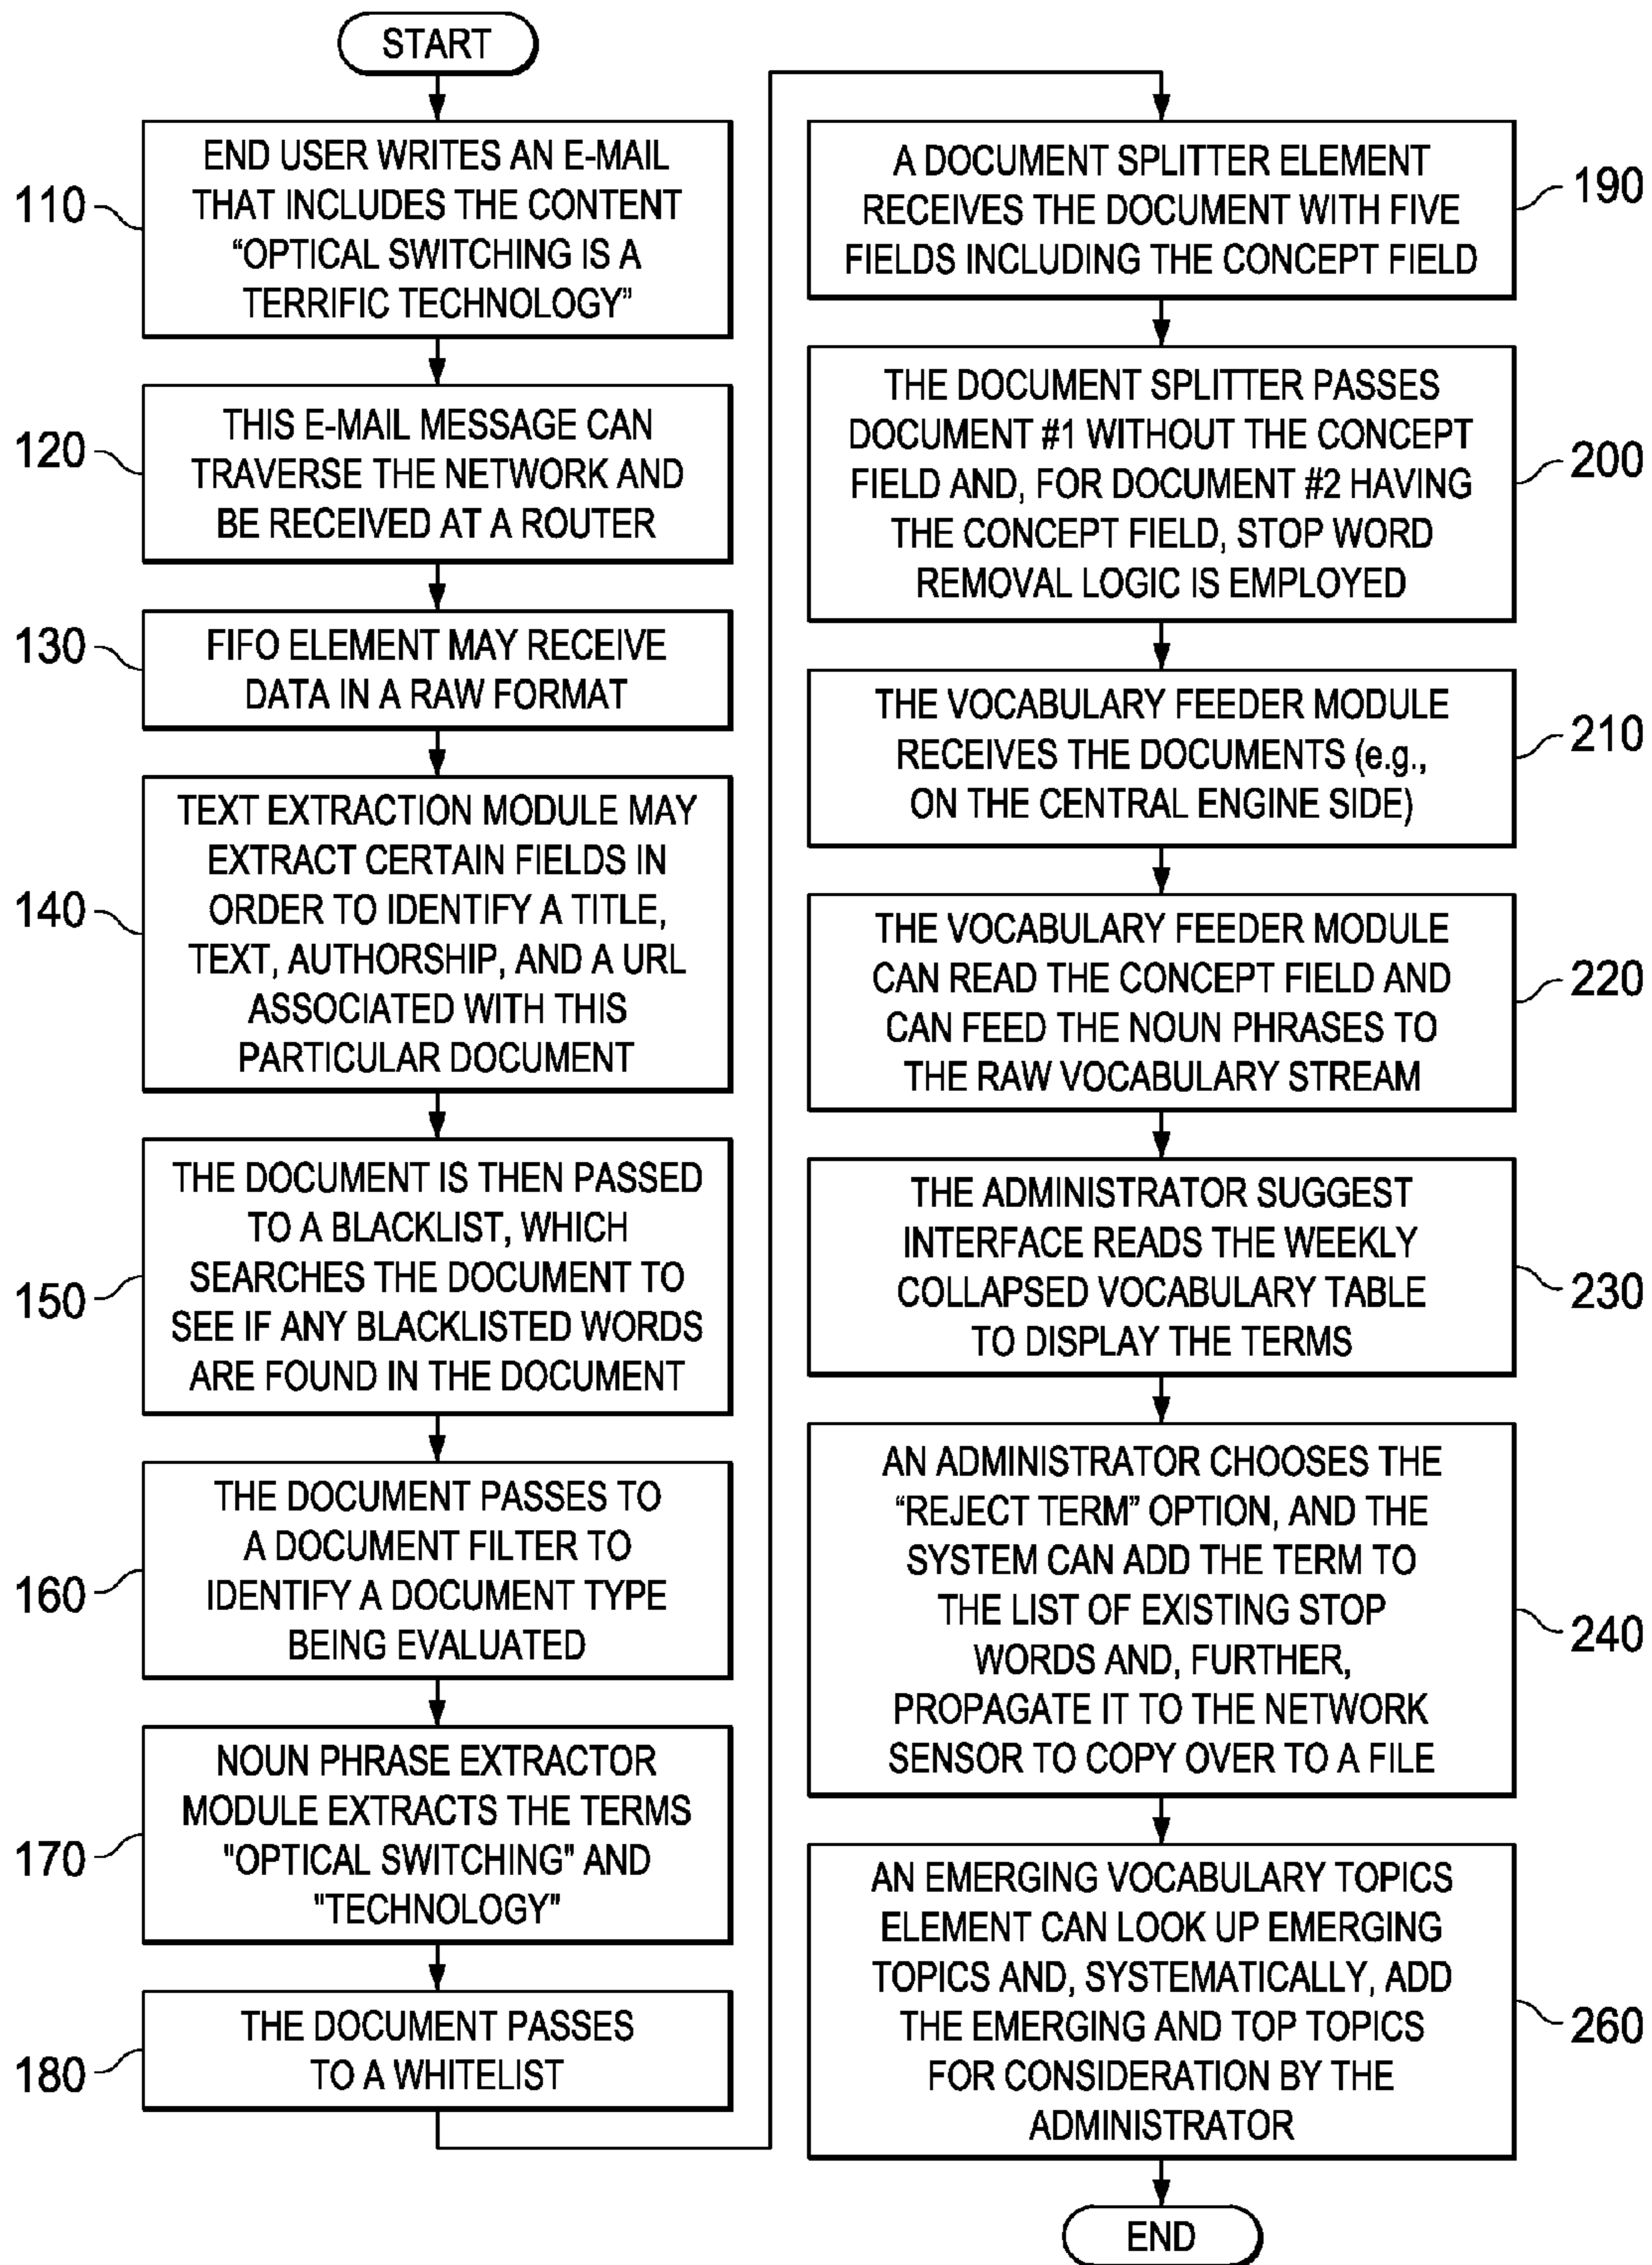 START
110
END USER WRITES AN E-MAIL
THAT INCLUDES THE CONTENT
“OPTICAL SWITCHING IS A
TERRIFIC TECHNOLOGY”
120
THIS E-MAIL MESSAGE CAN
TRAVERSE THE NETWORK AND
BE RECEIVED AT A ROUTER
130
FIFO ELEMENT MAY RECEIVE
DATA IN A RAW FORMAT
140
TEXT EXTRACTION MODULE MAY
EXTRACT CERTAIN FIELDS IN
ORDER TO IDENTIFY A TITLE,
TEXT, AUTHORSHIP, AND A URL
ASSOCIATED WITH THIS
PARTICULAR DOCUMENT
150
THE DOCUMENT IS THEN PASSED
TO A BLACKLIST, WHICH
SEARCHES THE DOCUMENT TO
SEE IF ANY BLACKLISTED WORDS
ARE FOUND IN THE DOCUMENT
160
THE DOCUMENT PASSES TO
A DOCUMENT FILTER TO
IDENTIFY A DOCUMENT TYPE
BEING EVALUATED
170
NOUN PHRASE EXTRACTOR
MODULE EXTRACTS THE TERMS
"OPTICAL SWITCHING" AND
"TECHNOLOGY"
180
THE DOCUMENT PASSES
TO A WHITELIST
A DOCUMENT SPLITTER ELEMENT
RECEIVES THE DOCUMENT WITH FIVE
FIELDS INCLUDING THE CONCEPT FIELD
190
THE DOCUMENT SPLITTER PASSES
DOCUMENT #1 WITHOUT THE CONCEPT
FIELD AND, FOR DOCUMENT #2 HAVING
THE CONCEPT FIELD, STOP WORD
REMOVAL LOGIC IS EMPLOYED
200
THE VOCABULARY FEEDER MODULE
RECEIVES THE DOCUMENTS (e.g.,
ON THE CENTRAL ENGINE SIDE)
210
THE VOCABULARY FEEDER MODULE
CAN READ THE CONCEPT FIELD AND
CAN FEED THE NOUN PHRASES TO
THE RAW VOCABULARY STREAM
220
THE ADMINISTRATOR SUGGEST
INTERFACE READS THE WEEKLY
COLLAPSED VOCABULARY TABLE
TO DISPLAY THE TERMS
230
AN ADMINISTRATOR CHOOSES THE
“REJECT TERM” OPTION, AND THE
SYSTEM CAN ADD THE TERM TO
THE LIST OF EXISTING STOP
WORDS AND, FURTHER,
PROPAGATE IT TO THE NETWORK
SENSOR TO COPY OVER TO A FILE
240
AN EMERGING VOCABULARY TOPICS
ELEMENT CAN LOOK UP EMERGING
TOPICS AND, SYSTEMATICALLY, ADD
THE EMERGING AND TOP TOPICS
FOR CONSIDERATION BY THE
ADMINISTRATOR
260
END